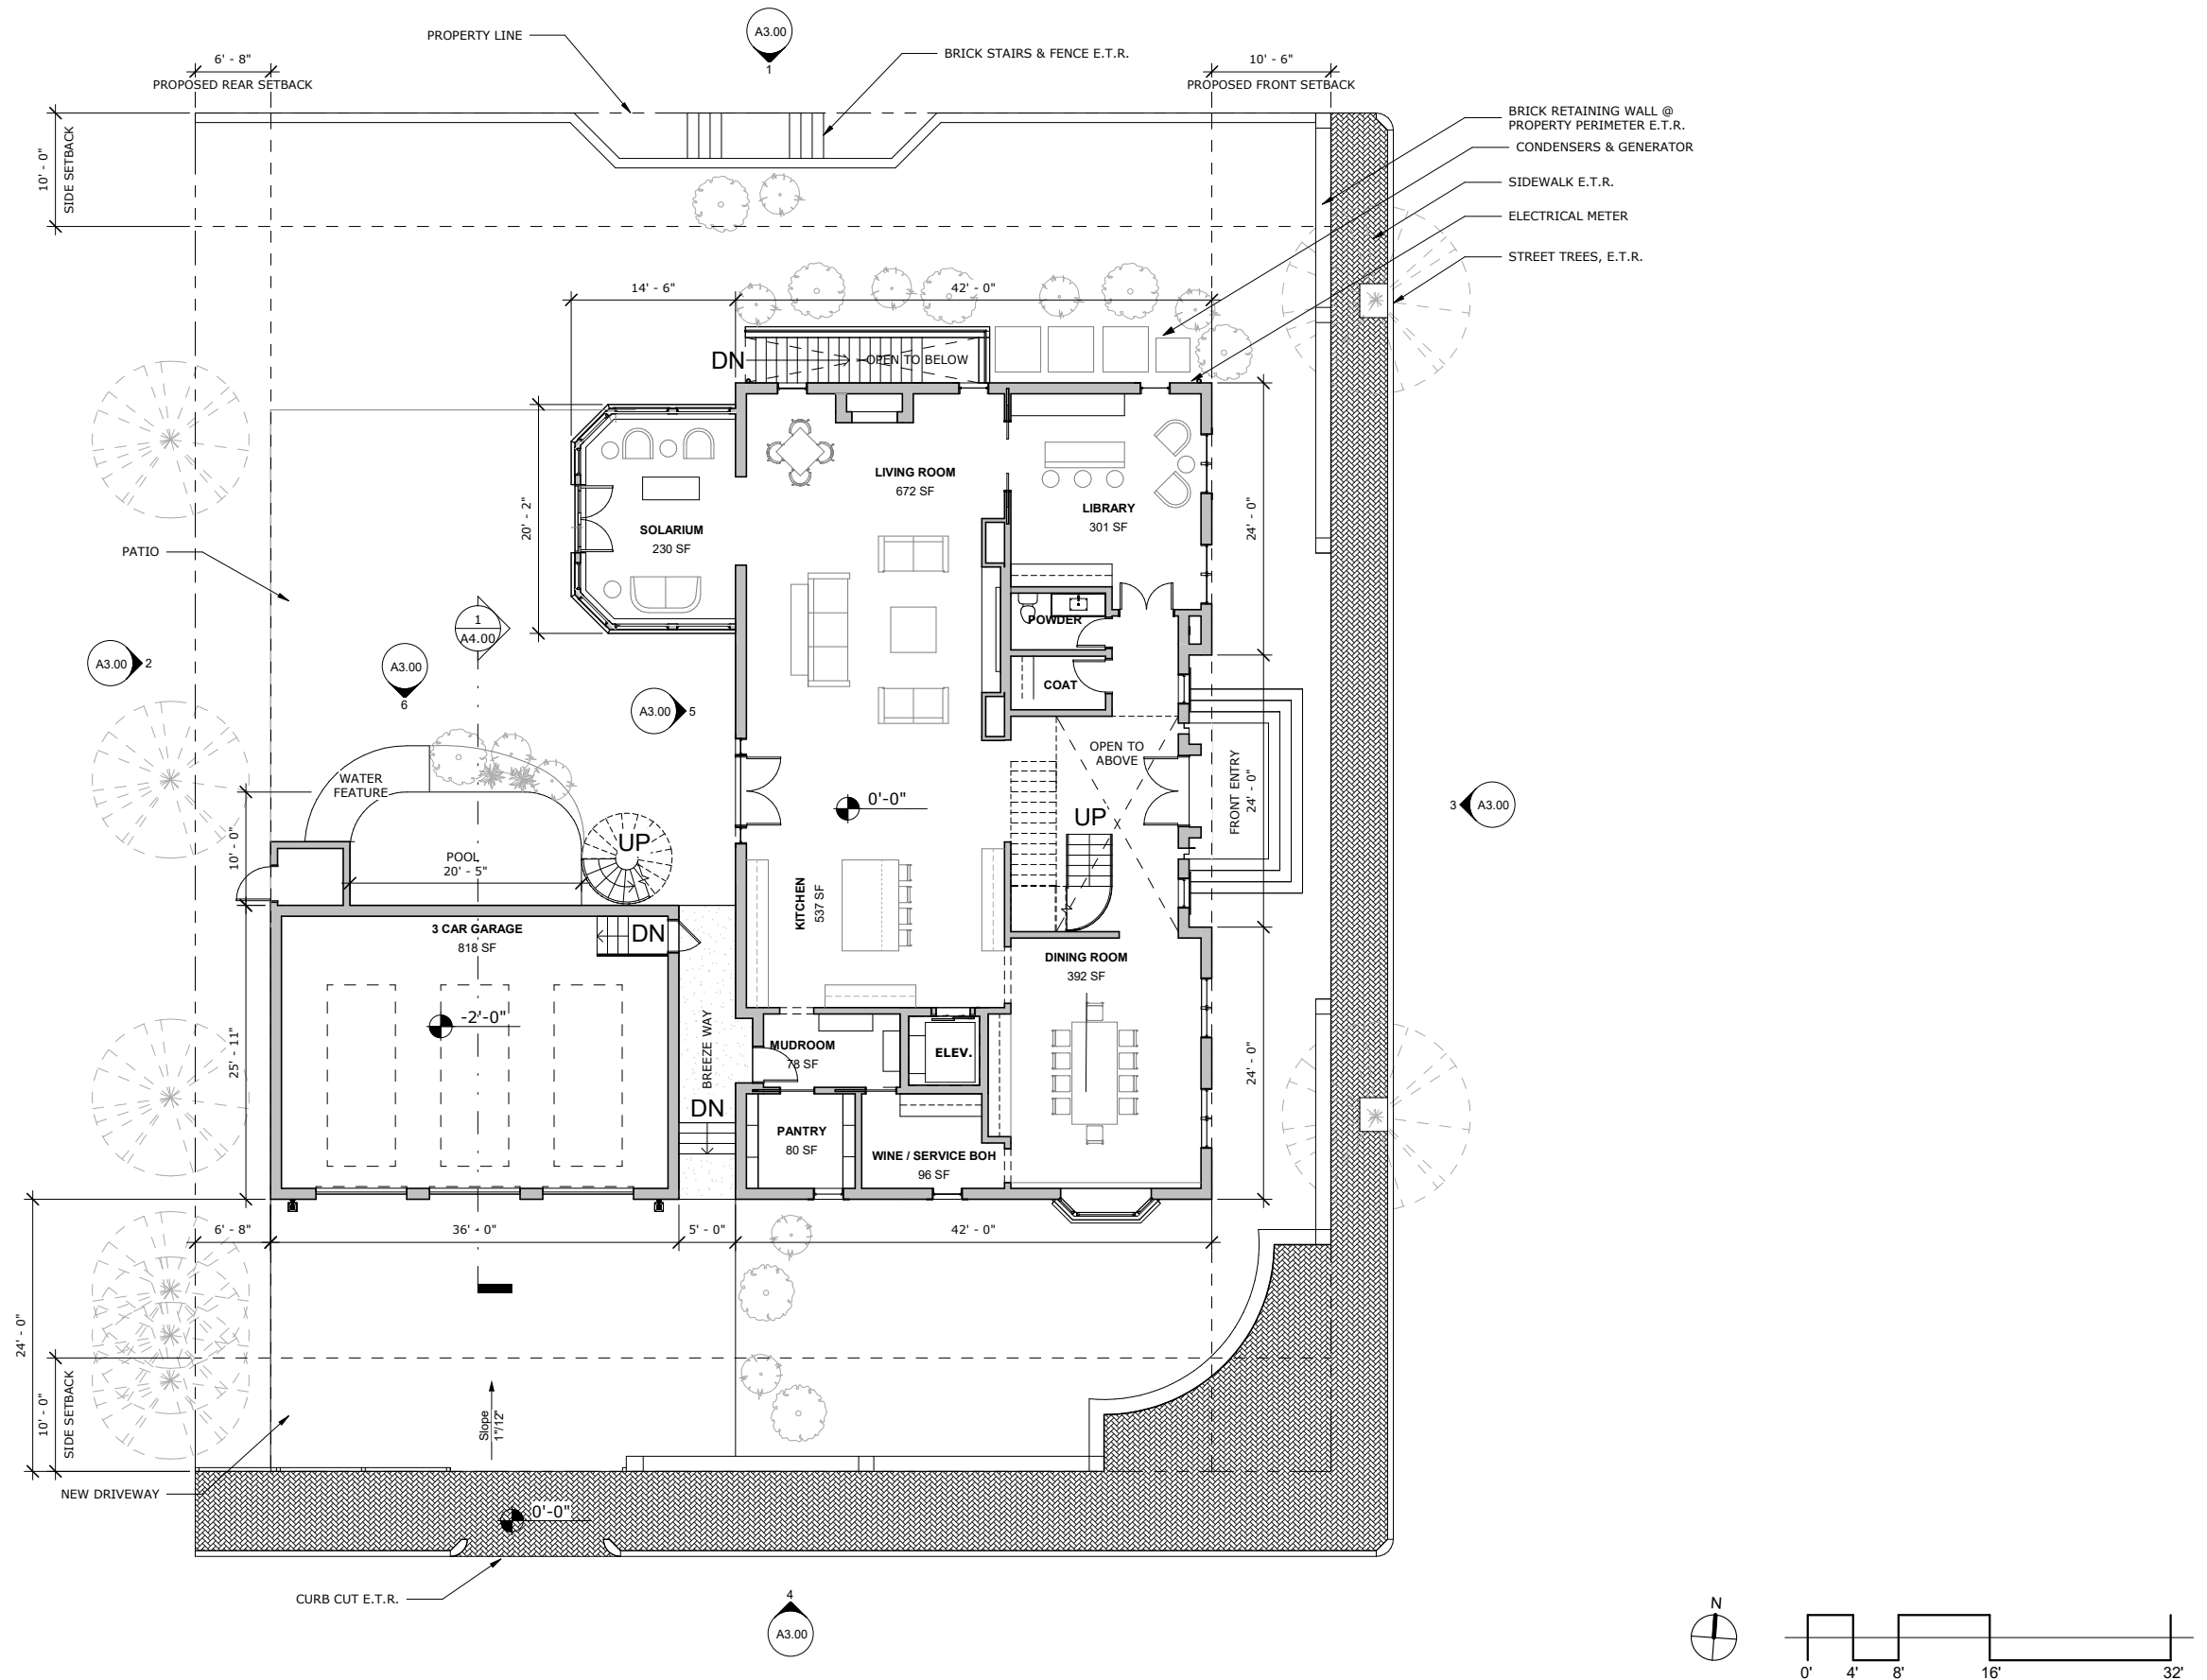 A3.00
1
PROPERTY LINE
BRICK STAIRS & FENCE E.T.R.
6' - 8"
PROPOSED REAR SETBACK
10' - 6"
PROPOSED FRONT SETBACK
BRICK RETAINING WALL @
PROPERTY PERIMETER E.T.R.
CONDENSERS & GENERATOR
SIDEWALK E.T.R.
ELECTRICAL METER
STREET TREES, E.T.R.
10' - 0"
SIDE SETBACK
14' - 6"
42' - 0"
DN
OPEN TO BELOW
20' - 2"
SOLARIUM
230 SF
LIVING ROOM
672 SF
LIBRARY
301 SF
24' - 0"
PATIO
1
A4.00
POWDER
COAT
A3.00
2
A3.00
6
A3.00
5
OPEN TO
ABOVE
UP
FRONT ENTRY
24' - 0"
3
A3.00
WATER
FEATURE
0'-0"
10' - 0"
POOL
20' - 5"
UP
KITCHEN
537 SF
3 CAR GARAGE
818 SF
DN
DINING ROOM
392 SF
-2'-0"
25' - 11"
BREEZE WAY
DN
MUDROOM
78 SF
ELEV.
24' - 0"
PANTRY
80 SF
WINE / SERVICE BOH
96 SF
6' - 8"
36' - 0"
5' - 0"
42' - 0"
24' - 0"
10' - 0"
SIDE SETBACK
Slope
1"/12"
NEW DRIVEWAY
0'-0"
CURB CUT E.T.R.
4
A3.00
N
0'
4'
8'
16'
32'